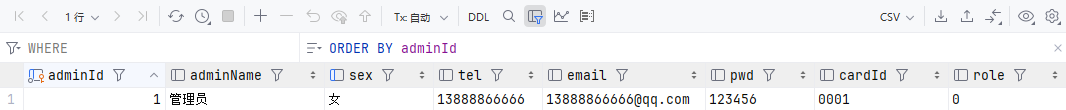 1 行 Tx: 自动 DDL CSV
WHERE ORDER BY adminId
adminId adminName sex tel email pwd cardId role
1 1 管理员 女 13888866666 13888866666@qq.com 123456 0001 0